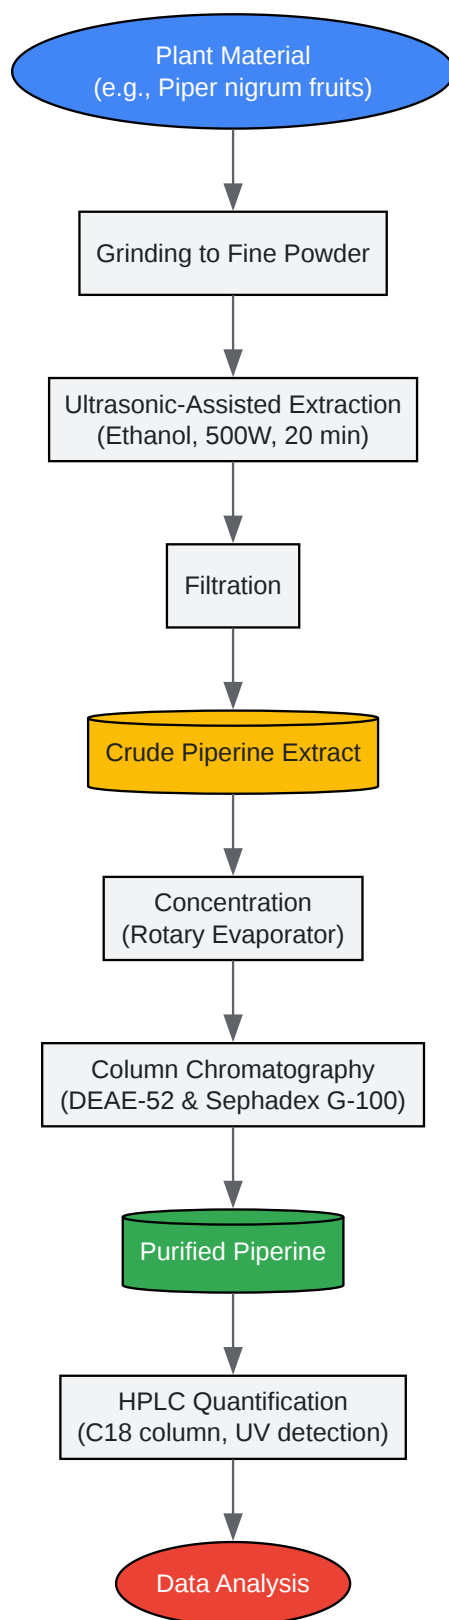 Plant Material
(e.g., Piper nigrum fruits)
Grinding to Fine Powder
Ultrasonic-Assisted Extraction
(Ethanol, 500W, 20 min)
Filtration
Crude Piperine Extract
Concentration
(Rotary Evaporator)
Column Chromatography
(DEAE-52 & Sephadex G-100)
Purified Piperine
HPLC Quantification
(C18 column, UV detection)
Data Analysis